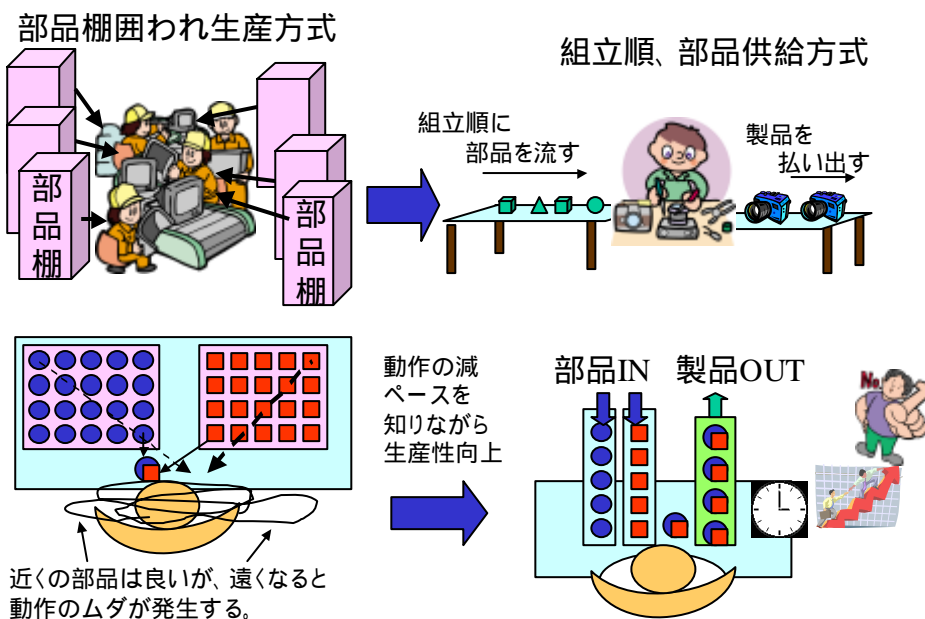 部品棚囲われ生産方式
組立順、部品供給方式
組立順に
部品を流す
製品を
払い出す
部品棚
部品棚
動作の減
ペースを
知りながら
生産性向上
部品IN
製品OUT
No.
近くの部品は良いが、遠くなると
動作のムダが発生する。